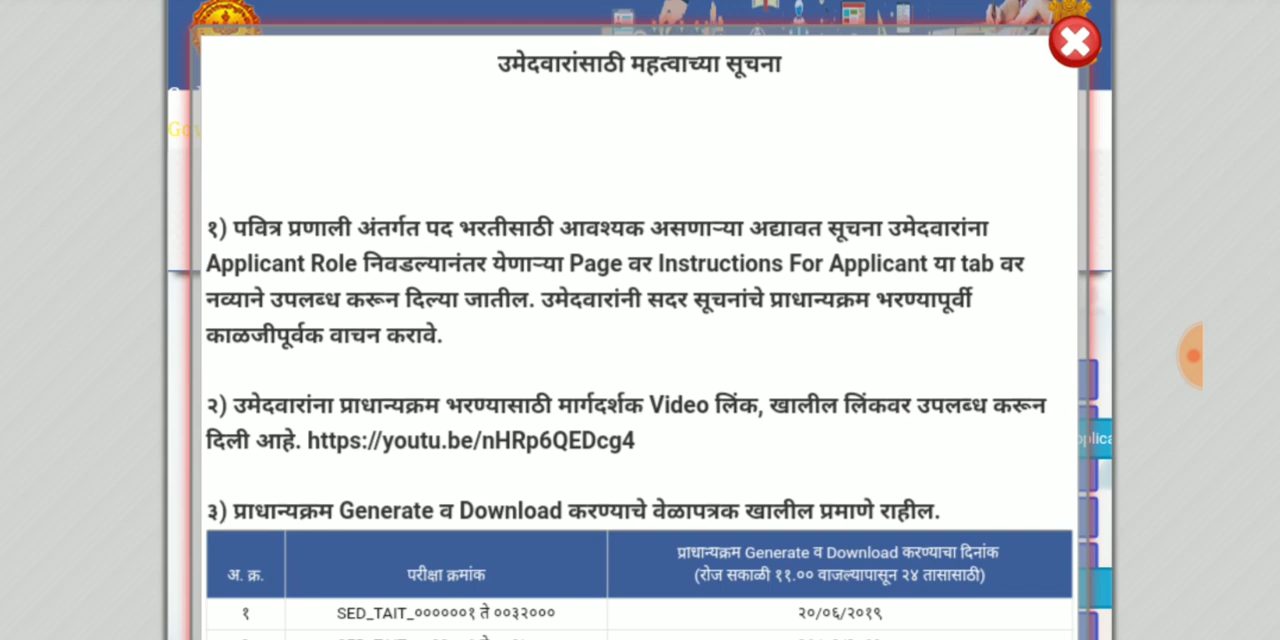 उमेदवारांसाठी महत्वाच्या सूचना
१) पवित्र प्रणाली अंतर्गत पद भरतीसाठी आवश्यक असणाऱ्या अद्यावत सूचना उमेदवारांना
Applicant Role निवडल्यानंतर येणाऱ्या Page वर Instructions For Applicant या tab वर
नव्याने उपलब्ध करून दिल्या जातील. उमेदवारांनी सदर सूचनांचे प्राधान्यक्रम भरण्यापूर्वी
काळजीपूर्वक वाचन करावे.
२) उमेदवारांना प्राधान्यक्रम भरण्यासाठी मार्गदर्शक Video लिंक, खालील लिंकवर उपलब्ध करून
दिली आहे. https://youtu.be/nHRp6QEDcg4
३) प्राधान्यक्रम Generate व Download करण्याचे वेळापत्रक खालील प्रमाणे राहील.
प्राधान्यक्रम Generate व Download करण्याचा दिनांक
अ. क्र. परीक्षा क्रमांक (रोज सकाळी ११.०० वाजल्यापासून २४ तासासाठी)
१ SED_TAIT_०००००००१ ते ००३२००० २०/०६/२०१९